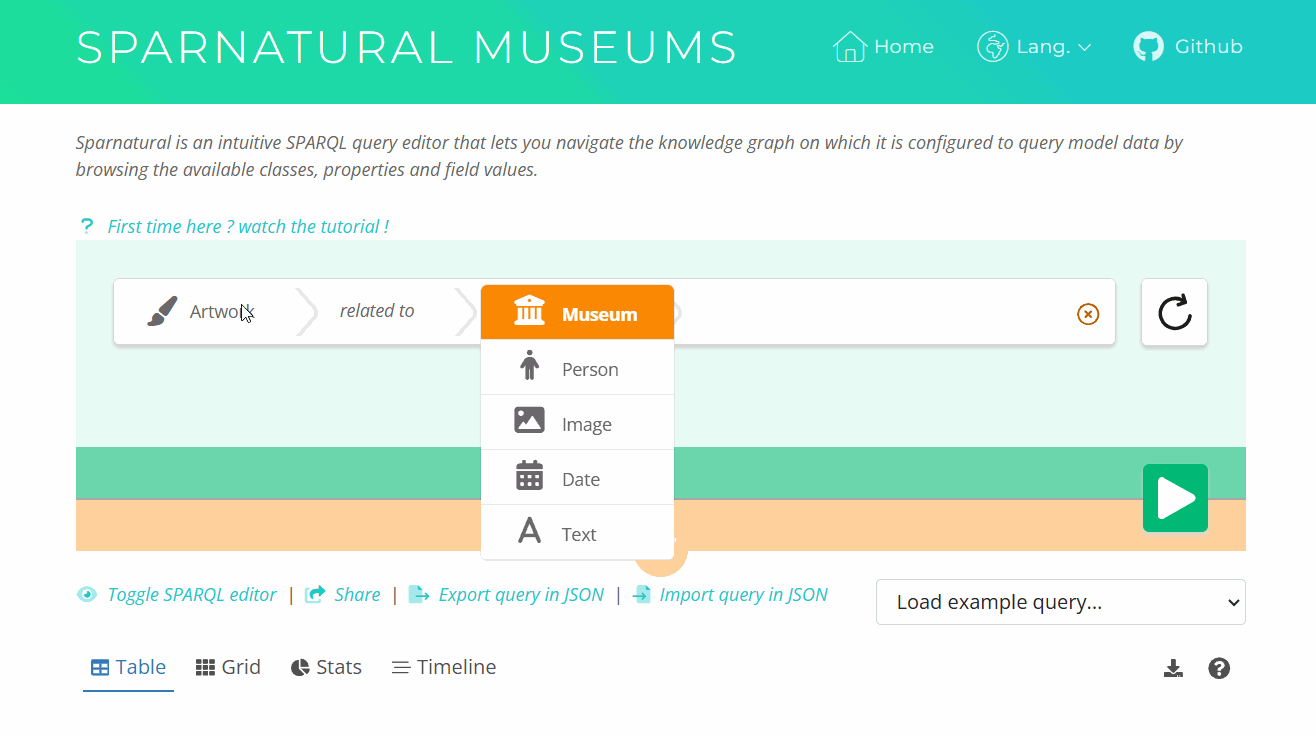 SPARNATURAL MUSEUMS
Home
Lang.
Github
Sparnatural is an intuitive SPARQL query editor that lets you navigate the knowledge graph on which it is configured to query model data by
browsing the available classes, properties and field values.
? First time here ? watch the tutorial !
Artwork
related to
Museum
Person
Image
Date
Text
Toggle SPARQL editor | Share | Export query in JSON | Import query in JSON
Load example query...
Table
Grid
Stats
Timeline